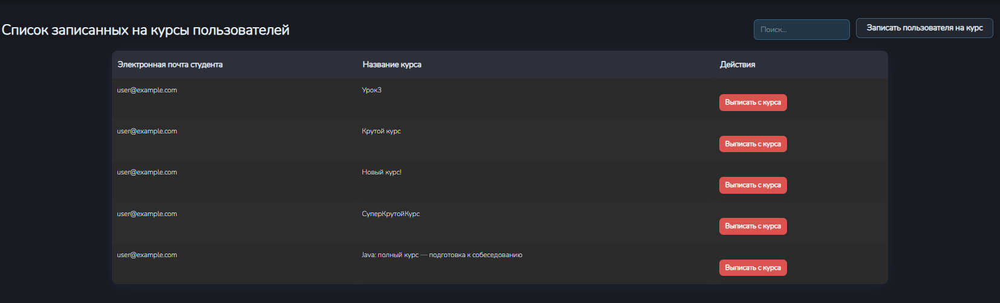 Список записанных на курсы пользователей
Поиск...
Записать пользователя на курс
Электронная почта студента Название курса Действия
user@example.com Урок3 Выписать с курса
user@example.com Крутой курс Выписать с курса
user@example.com Новый курс! Выписать с курса
user@example.com СуперКрутойКурс Выписать с курса
user@example.com Java: полный курс — подготовка к собеседованию Выписать с курса